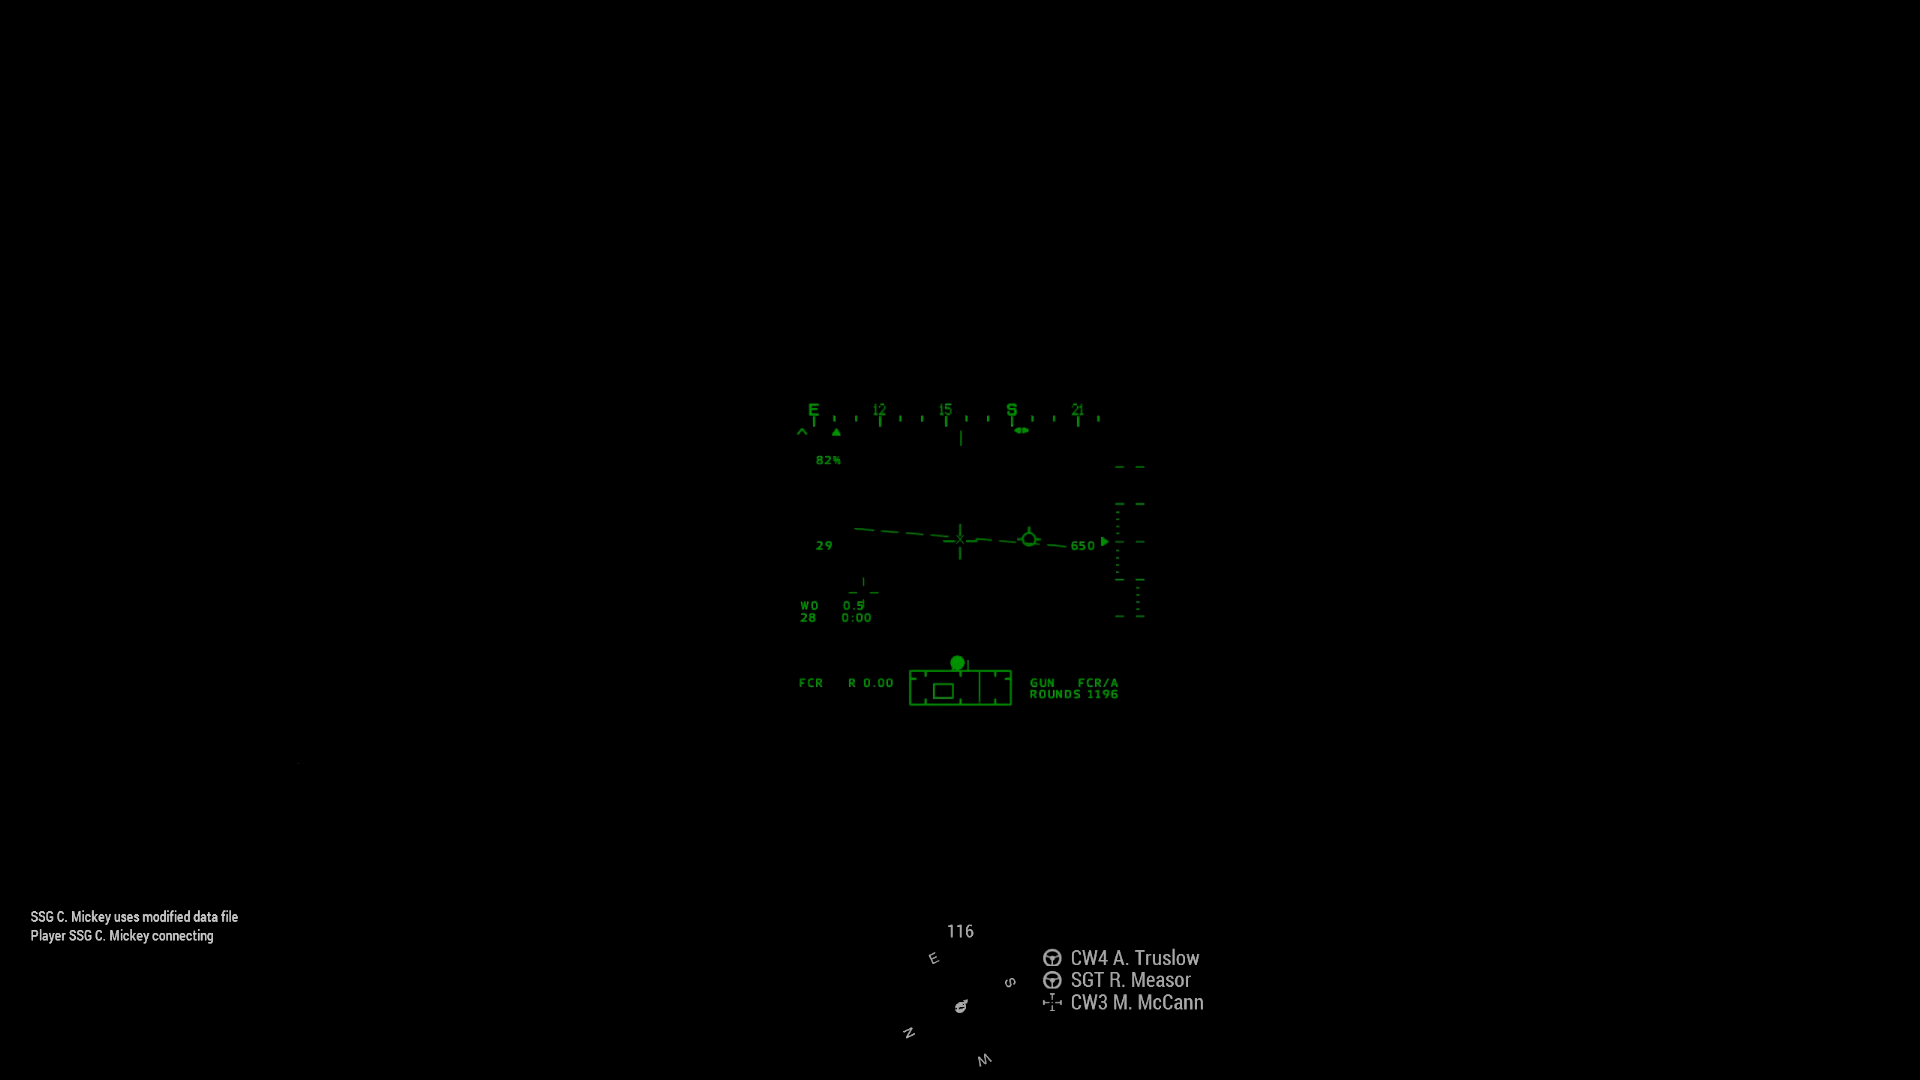 E 12 15 S 21
82%
29
650
WO 0.5
28 0:00
FCR R 0.00
GUN FCR/A
ROUNDS 1196
SSG C. Mickey uses modified data file
Player SSG C. Mickey connecting
116
E
S
N
W
CW4 A. Truslow
SGT R. Measor
CW3 M. McCann